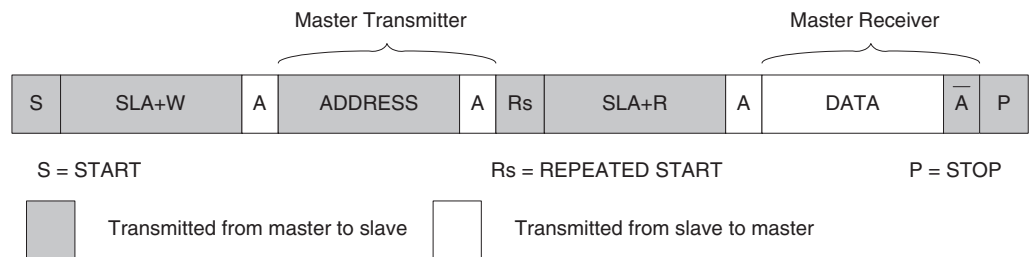 Master Transmitter Master Receiver
S SLA+W A ADDRESS A Rs SLA+R A DATA A̅ P
S = START Rs = REPEATED START P = STOP
Transmitted from master to slave Transmitted from slave to master